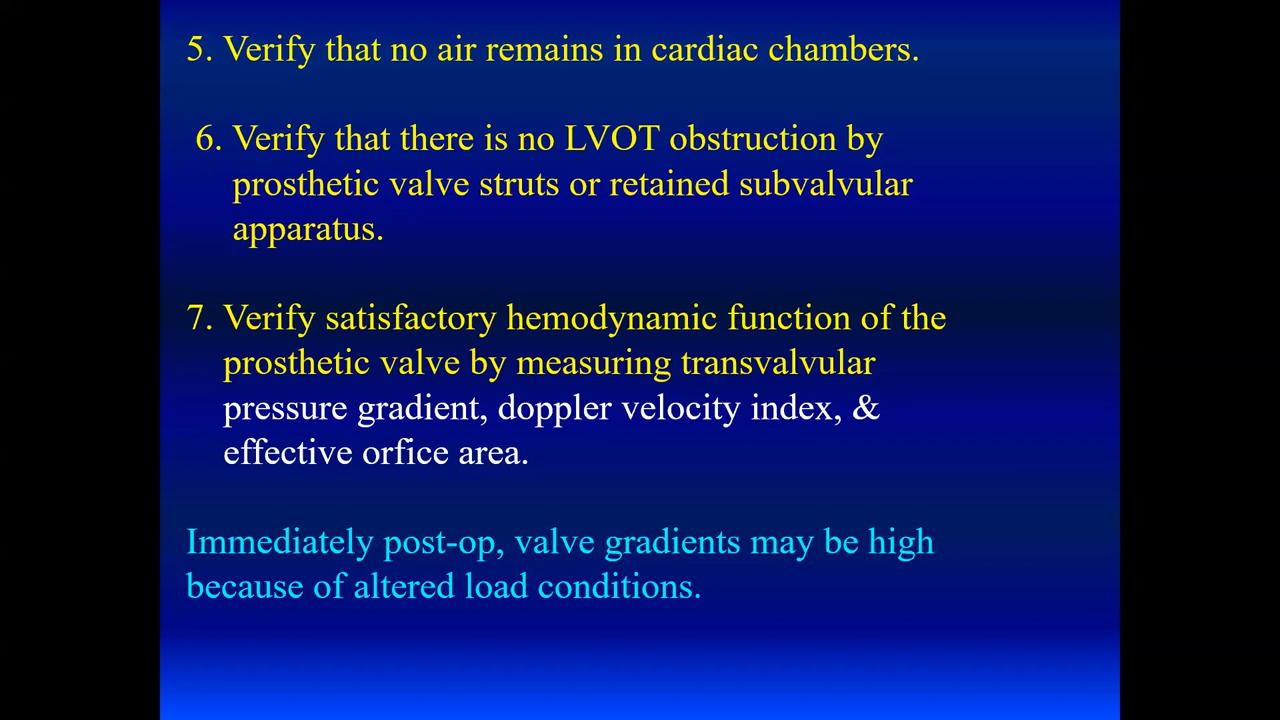 5. Verify that no air remains in cardiac chambers.
6. Verify that there is no LVOT obstruction by
prosthetic valve struts or retained subvalvular
apparatus.
7. Verify satisfactory hemodynamic function of the
prosthetic valve by measuring transvalvular
pressure gradient, doppler velocity index, &
effective orfice area.
Immediately post-op, valve gradients may be high
because of altered load conditions.